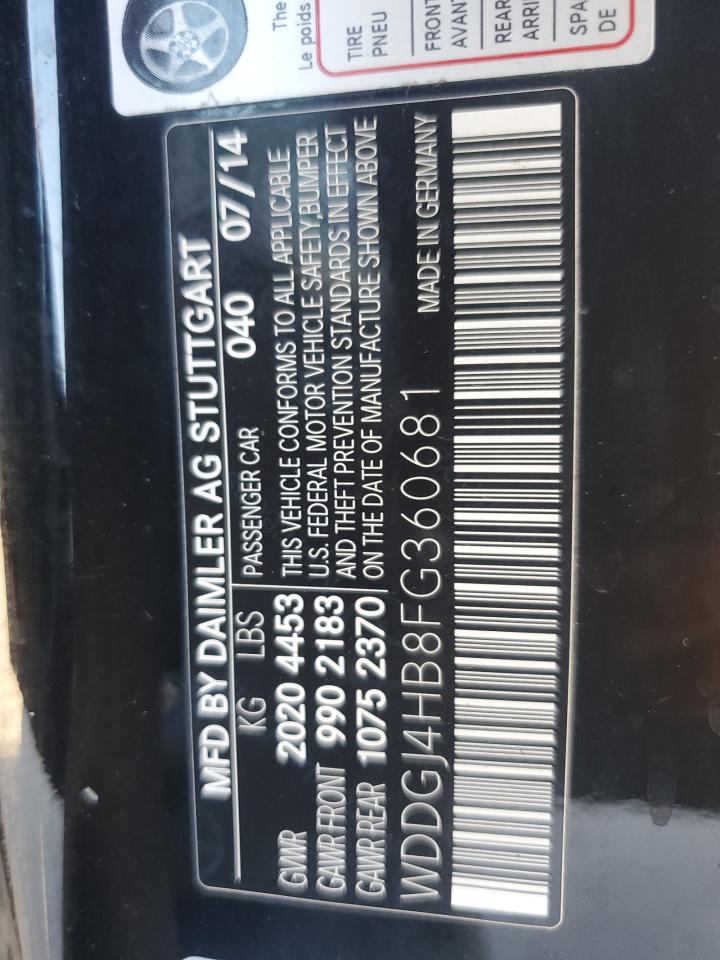 The
Le poids
TIRE
PNEU
FRONT
AVANT
REAR
SPA
DE
MFD BY DAIMLER AG STUTTGART
KG LBS PASSENGER CAR 040 07/14
GWR 2020 4453 THIS VEHICLE CONFORMS TO ALL APPLICABLE
GAWR FRONT 990 2183 U.S. FEDERAL MOTOR VEHICLE SAFETY,BUMPER
AND THEFT PREVENTION STANDARDS IN EFFECT
GAWR REAR 1075 2370 ON THE DATE OF MANUFACTURE SHOWN ABOVE
WDDGJ4HB8FG360681 MADE IN GERMANY